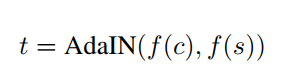 t = AdaIN(f(c), f(s))